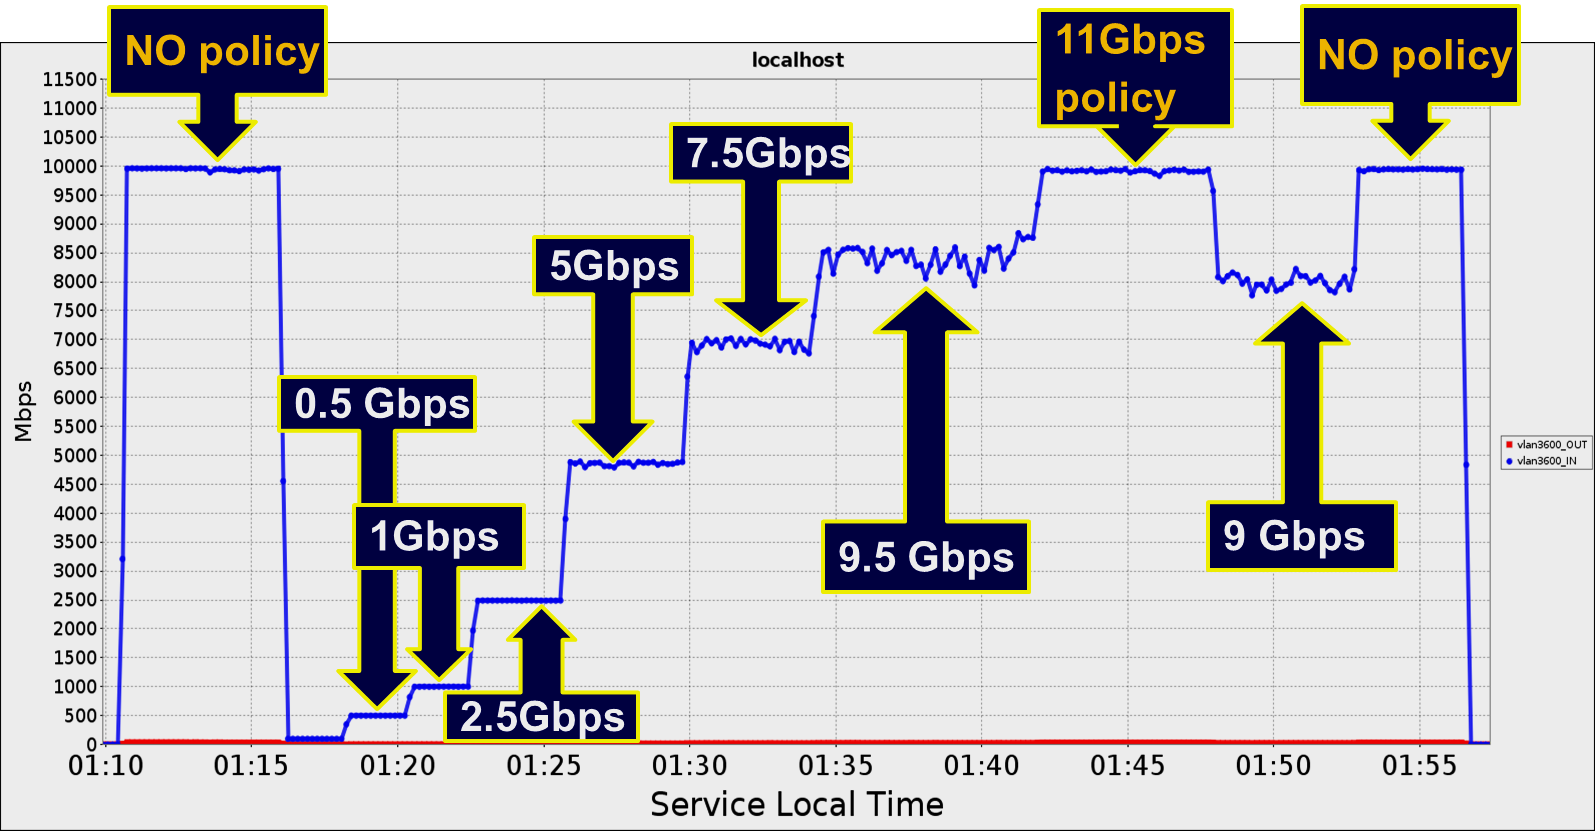 NO policy
11Gbps
policy
NO policy
localhost
7.5Gbps
5Gbps
0.5 Gbps
1Gbps
2.5Gbps
9.5 Gbps
9 Gbps
11500
11000
10500
10000
9500
9000
8500
8000
7500
7000
6500
6000
5500
5000
4500
4000
3500
3000
2500
2000
1500
1000
500
0
Mbps
vlan3600_OUT
vlan3600_IN
01:10 01:15 01:20 01:25 01:30 01:35 01:40 01:45 01:50 01:55
Service Local Time